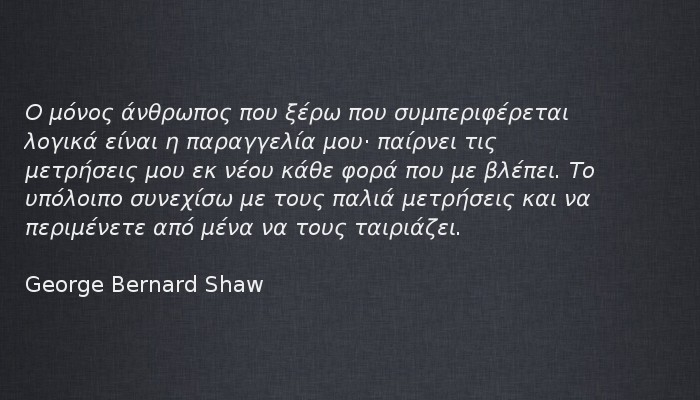 Ο μόνος άνθρωπος που ξέρω που συμπεριφέρεται
λογικά είναι η παραγγελία μου· παίρνει τις
μετρήσεις μου εκ νέου κάθε φορά που με βλέπει. Το
υπόλοιπο συνεχίσω με τους παλιά μετρήσεις και να
περιμένετε από μένα να τους ταιριάζει.
George Bernard Shaw